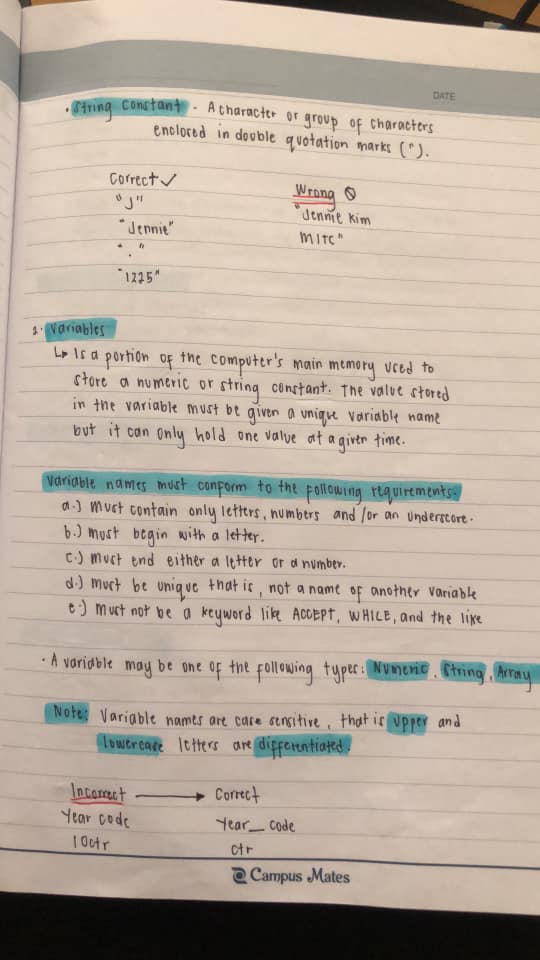 DATE
• String Constant - A character or group of characters
enclosed in double quotation marks (").
Correct ✓
Wrong
"J"
"Jennie Kim
"Jennie"
MITC"
" . "
"1225"
2. Variables
↳ Is a portion of the computer's main memory used to
store a numeric or string constant. The value stored
in the variable must be given a unique variable name
but it can only hold one value at a given time.
Variable names must conform to the following requirements:
a.) must contain only letters, numbers and /or an underscore.
b.) must begin with a letter.
c.) must end either a letter or a number.
d.) must be unique that is, not a name of another variable
e.) must not be a keyword like ACCEPT, WHILE, and the like
• A variable may be one of the following types: Numeric, String, Array
Note: Variable names are case sensitive, that is upper and
lowercase letters are differentiated.
Incorrect → Correct
Year code Year_ code
10ctr ctr
Campus Mates